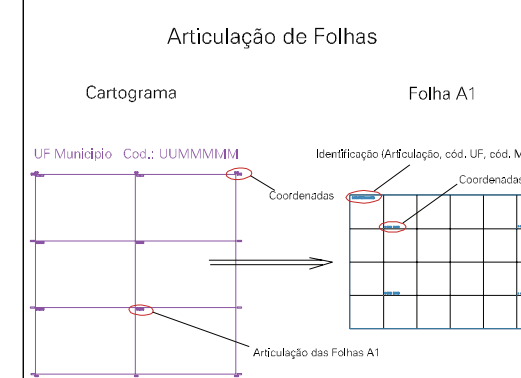 Articulação de Folhas
Cartograma
Folha A1
UF Municipio Cod.: UUMMMMM
Identificação (Articulação, cód. UF, cód. M
Coordenadas
Coordenadas
Articulação das Folhas A1